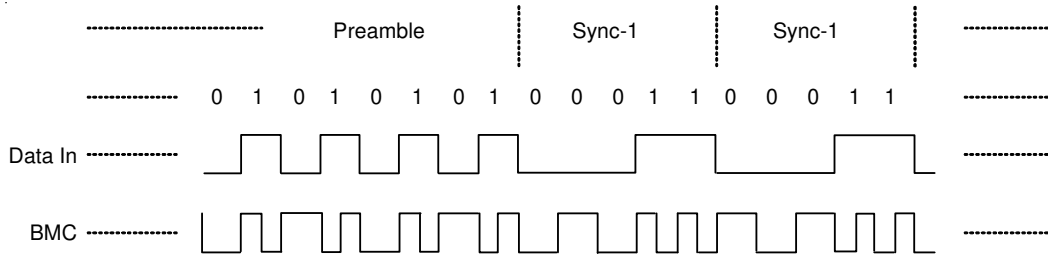 Preamble Sync-1 Sync-1
0 1 0 1 0 1 0 1 0 0 0 1 1 0 0 0 1 1
Data In
BMC